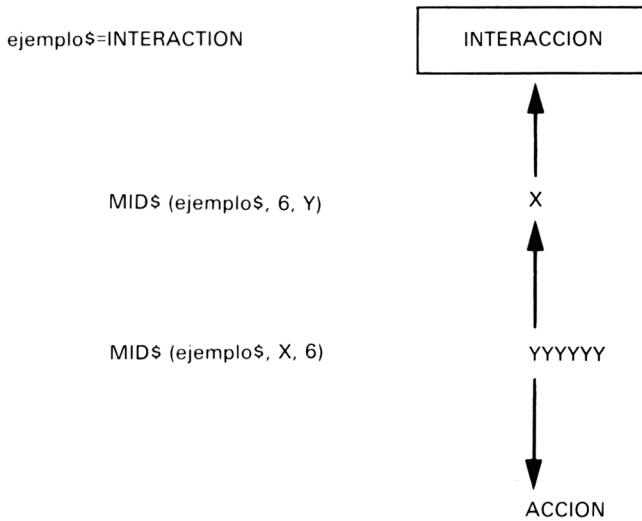 ejemplo$=INTERACTION INTERACCION
MID$ (ejemplo$, 6, Y) X
MID$ (ejemplo$, X, 6) YYYYYY
ACCION